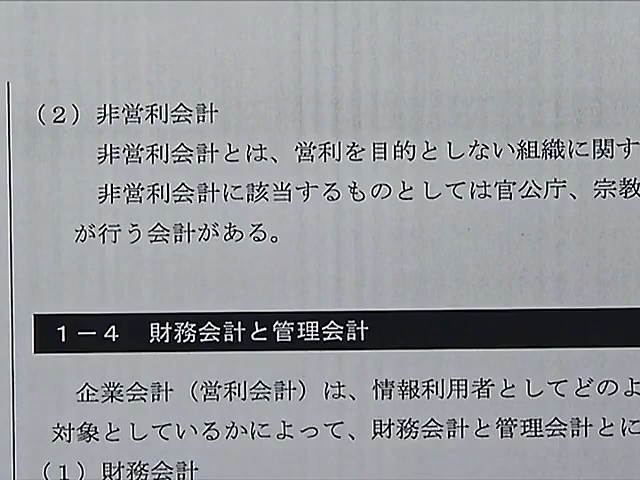 （２）非営利会計
非営利会計とは、営利を目的としない組織に関す
非営利会計に該当するものとしては官公庁、宗教
が行う会計がある。
１－４　財務会計と管理会計
企業会計（営利会計）は、情報利用者としてどのよ
対象としているかによって、財務会計と管理会計とに
（１）財務会計